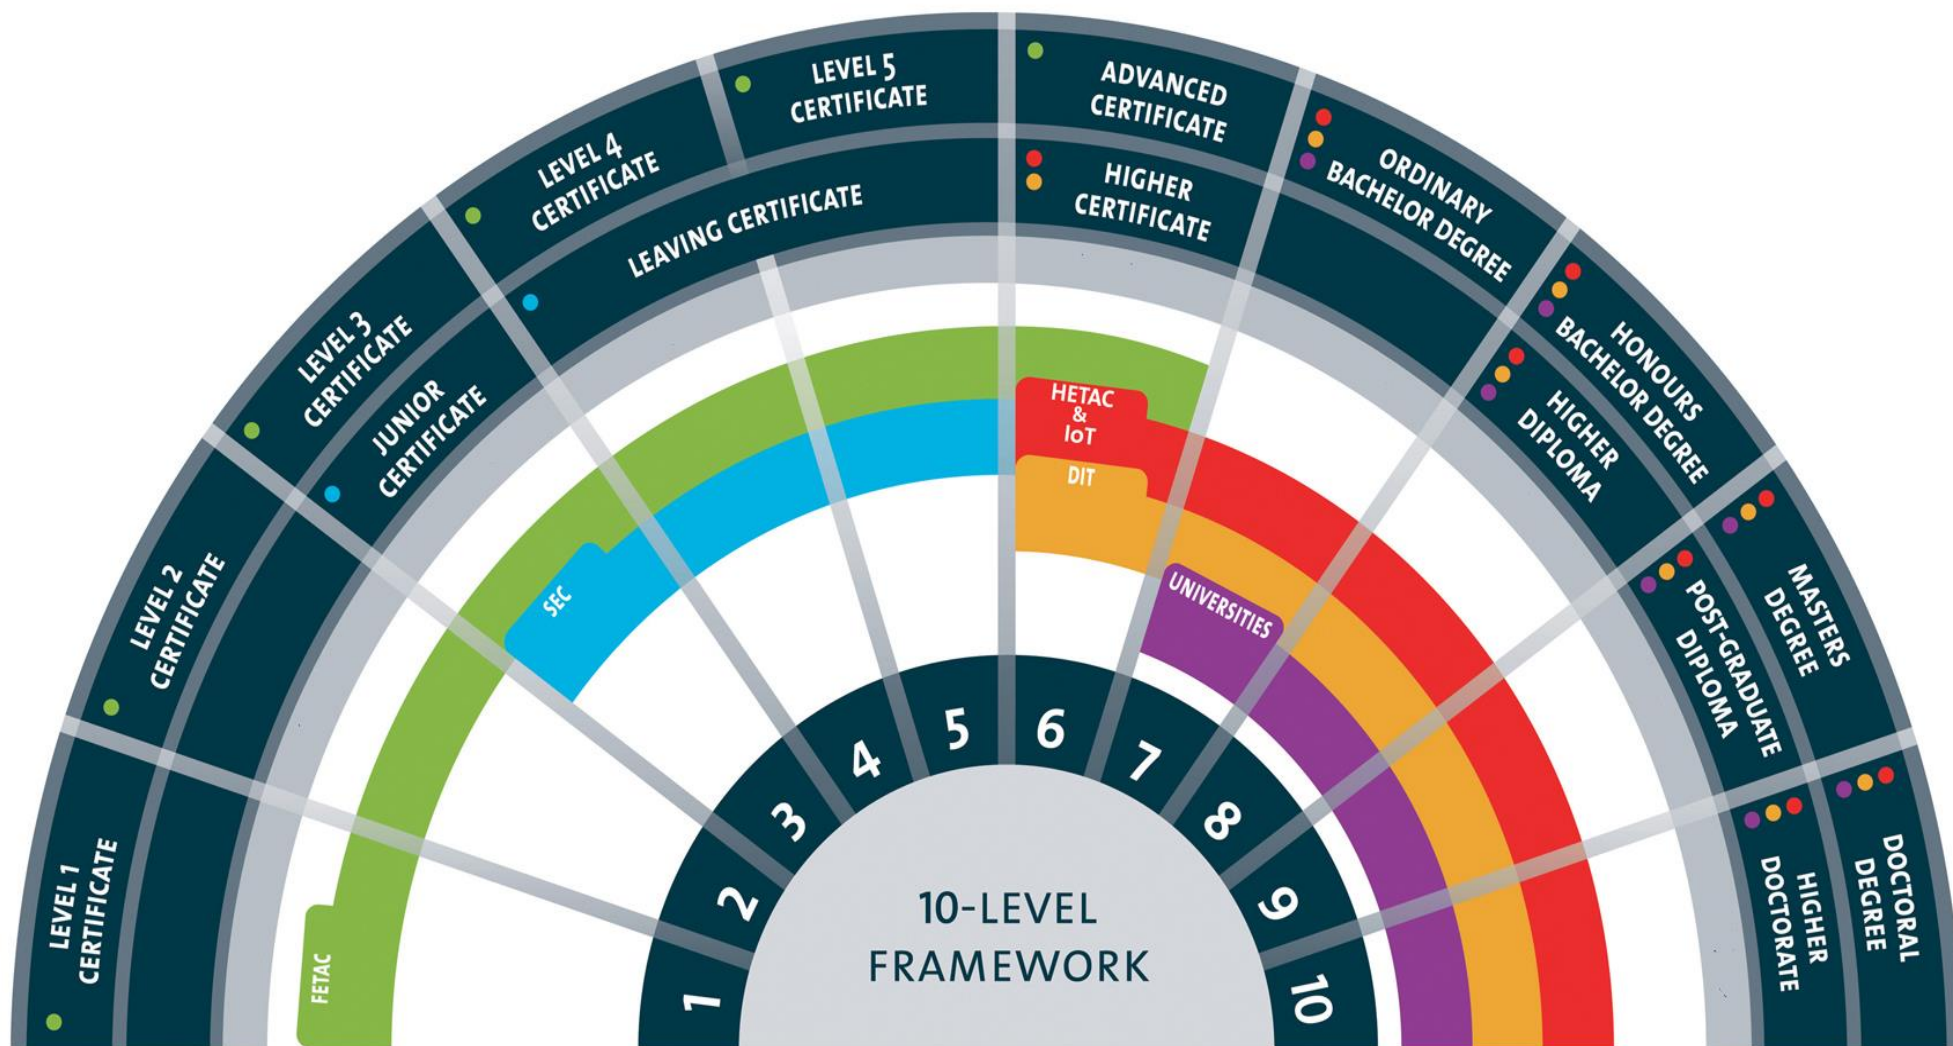 LEVEL 1
CERTIFICATE
LEVEL 2
CERTIFICATE
LEVEL 3
CERTIFICATE
JUNIOR
CERTIFICATE
LEVEL 4
CERTIFICATE
LEVEL 5
CERTIFICATE
LEAVING CERTIFICATE
ADVANCED
CERTIFICATE
HIGHER
CERTIFICATE
ORDINARY
BACHELOR DEGREE
HONOURS
BACHELOR DEGREE
HIGHER
DIPLOMA
MASTERS
DEGREE
POST-GRADUATE
DIPLOMA
DOCTORAL
DEGREE
HIGHER
DOCTORATE
FETAC
SEC
HETAC
&
IoT
DIT
UNIVERSITIES
1
2
3
4
5
6
7
8
9
10
10-LEVEL
FRAMEWORK